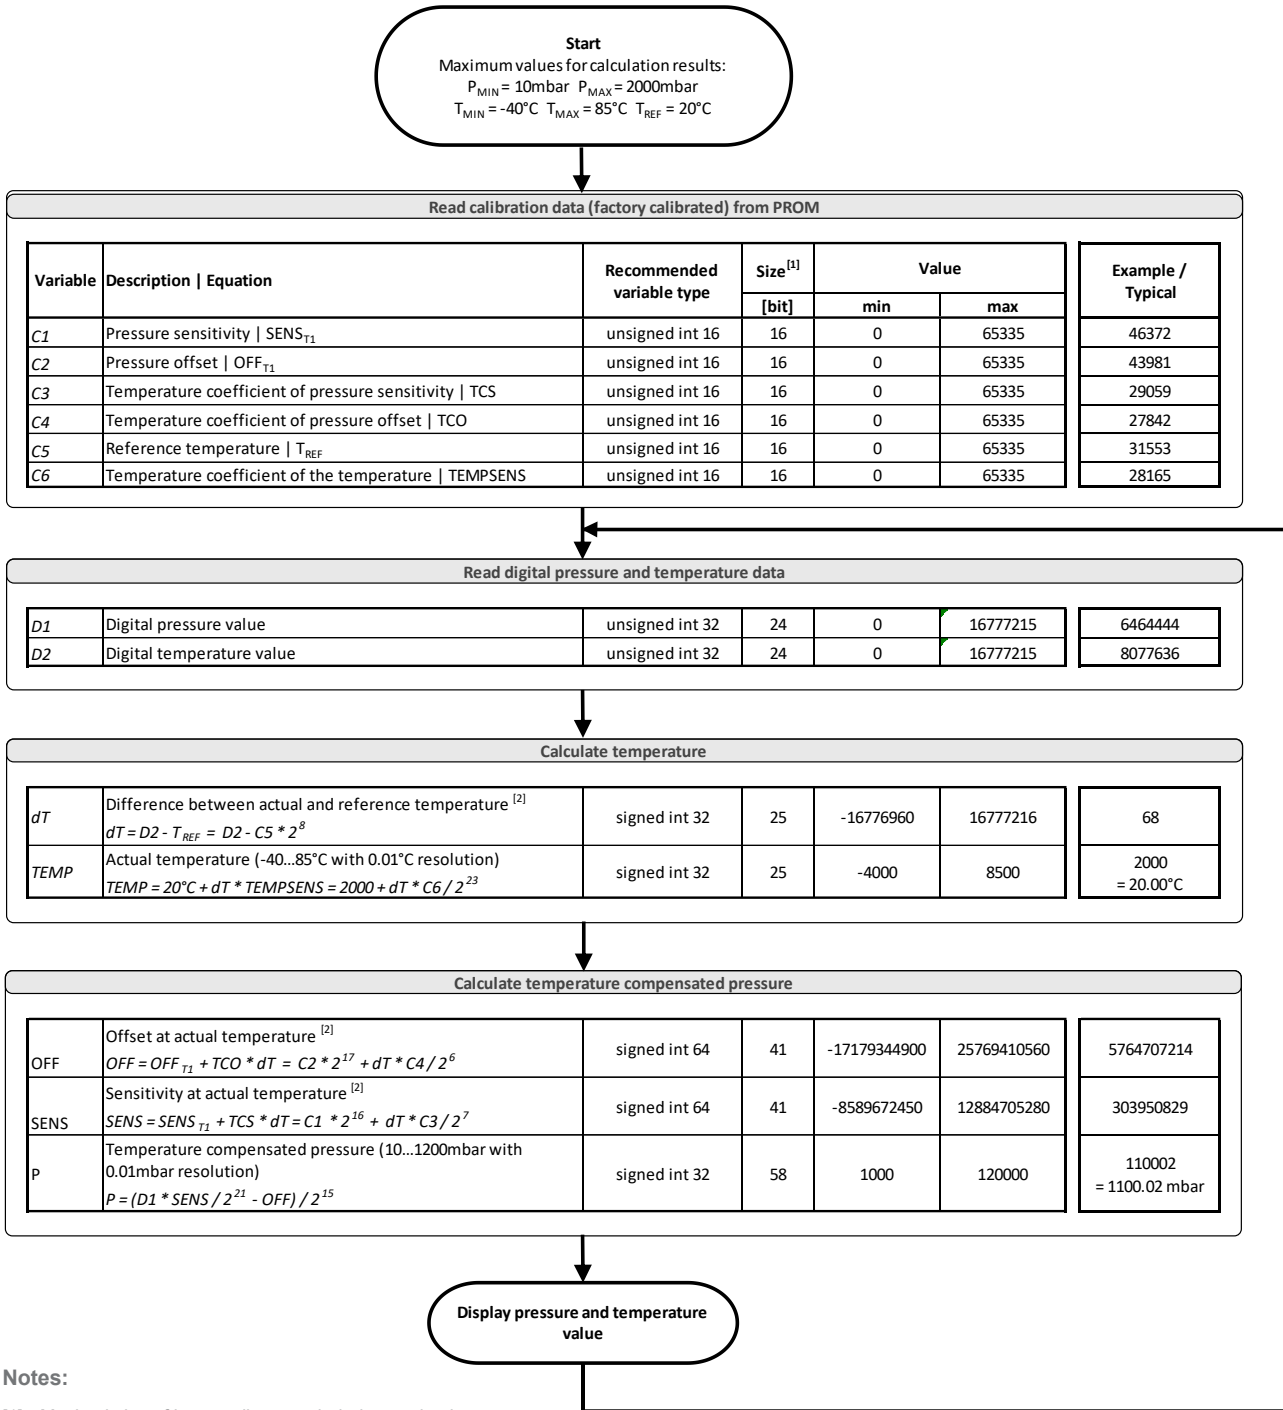 Start
Maximum values for calculation results:
P_MIN = 10mbar P_MAX = 2000mbar
T_MIN = -40°C T_MAX = 85°C T_REF = 20°C
Read calibration data (factory calibrated) from PROM
Variable Description | Equation Recommended variable type Size[1] [bit] Value min max Example / Typical
C1 Pressure sensitivity | SENS_T1 unsigned int 16 16 0 65335 46372
C2 Pressure offset | OFF_T1 unsigned int 16 16 0 65335 43981
C3 Temperature coefficient of pressure sensitivity | TCS unsigned int 16 16 0 65335 29059
C4 Temperature coefficient of pressure offset | TCO unsigned int 16 16 0 65335 27842
C5 Reference temperature | T_REF unsigned int 16 16 0 65335 31553
C6 Temperature coefficient of the temperature | TEMPSENS unsigned int 16 16 0 65335 28165
Read digital pressure and temperature data
D1 Digital pressure value unsigned int 32 24 0 16777215 6464444
D2 Digital temperature value unsigned int 32 24 0 16777215 8077636
Calculate temperature
dT Difference between actual and reference temperature [2]
dT = D2 - T_REF = D2 - C5 * 2^8 signed int 32 25 -16776960 16777216 68
TEMP Actual temperature (-40...85°C with 0.01°C resolution)
TEMP = 20°C + dT * TEMPSENS = 2000 + dT * C6 / 2^23 signed int 32 25 -4000 8500 2000
= 20.00°C
Calculate temperature compensated pressure
OFF Offset at actual temperature [2]
OFF = OFF_T1 + TCO * dT = C2 * 2^17 + dT * C4 / 2^6 signed int 64 41 -17179344900 25769410560 5764707214
SENS Sensitivity at actual temperature [2]
SENS = SENS_T1 + TCS * dT = C1 * 2^16 + dT * C3 / 2^7 signed int 64 41 -8589672450 12884705280 303950829
P Temperature compensated pressure (10...1200mbar with
0.01mbar resolution)
P = (D1 * SENS / 2^21 - OFF) / 2^15 signed int 32 58 1000 120000 110002
= 1100.02 mbar
Display pressure and temperature
value
Notes: